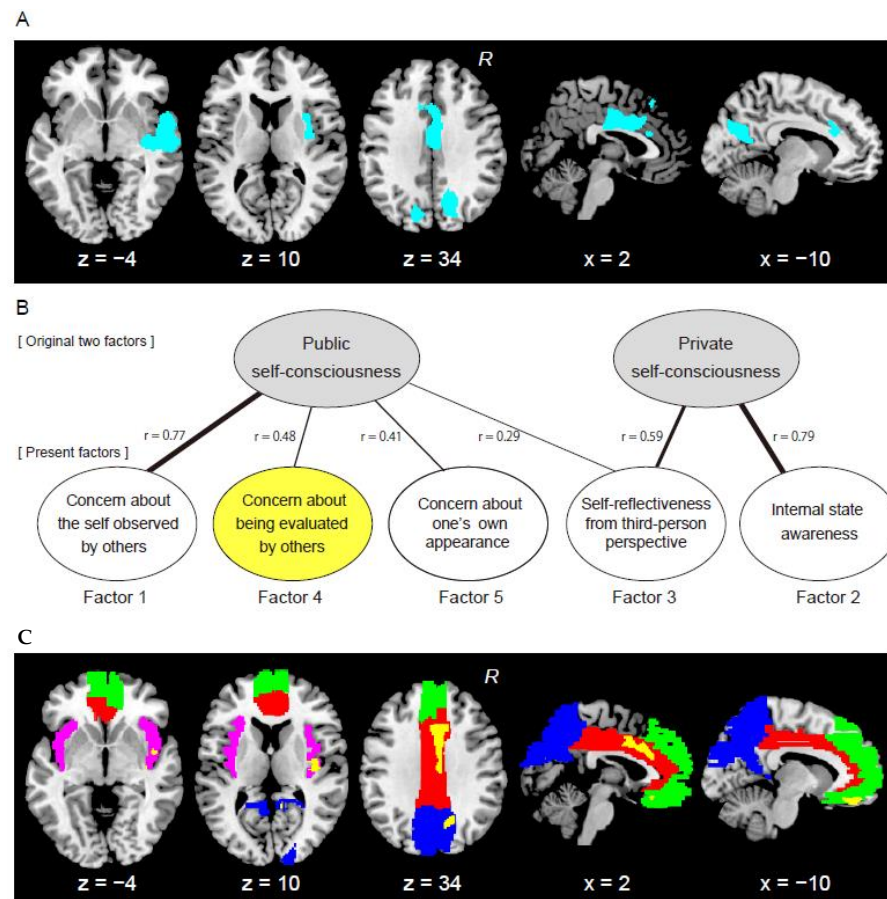 A
R
z = −4
z = 10
z = 34
x = 2
x = −10
B
[ Original two factors ]
Public
self-consciousness
Private
self-consciousness
[ Present factors ]
r = 0.77
r = 0.48
r = 0.41
r = 0.29
r = 0.59
r = 0.79
Concern about
the self observed
by others
Concern about
being evaluated
by others
Concern about
one's own
appearance
Self-reflectiveness
from third-person
perspective
Internal state
awareness
Factor 1
Factor 4
Factor 5
Factor 3
Factor 2
C
R
z = −4
z = 10
z = 34
x = 2
x = −10